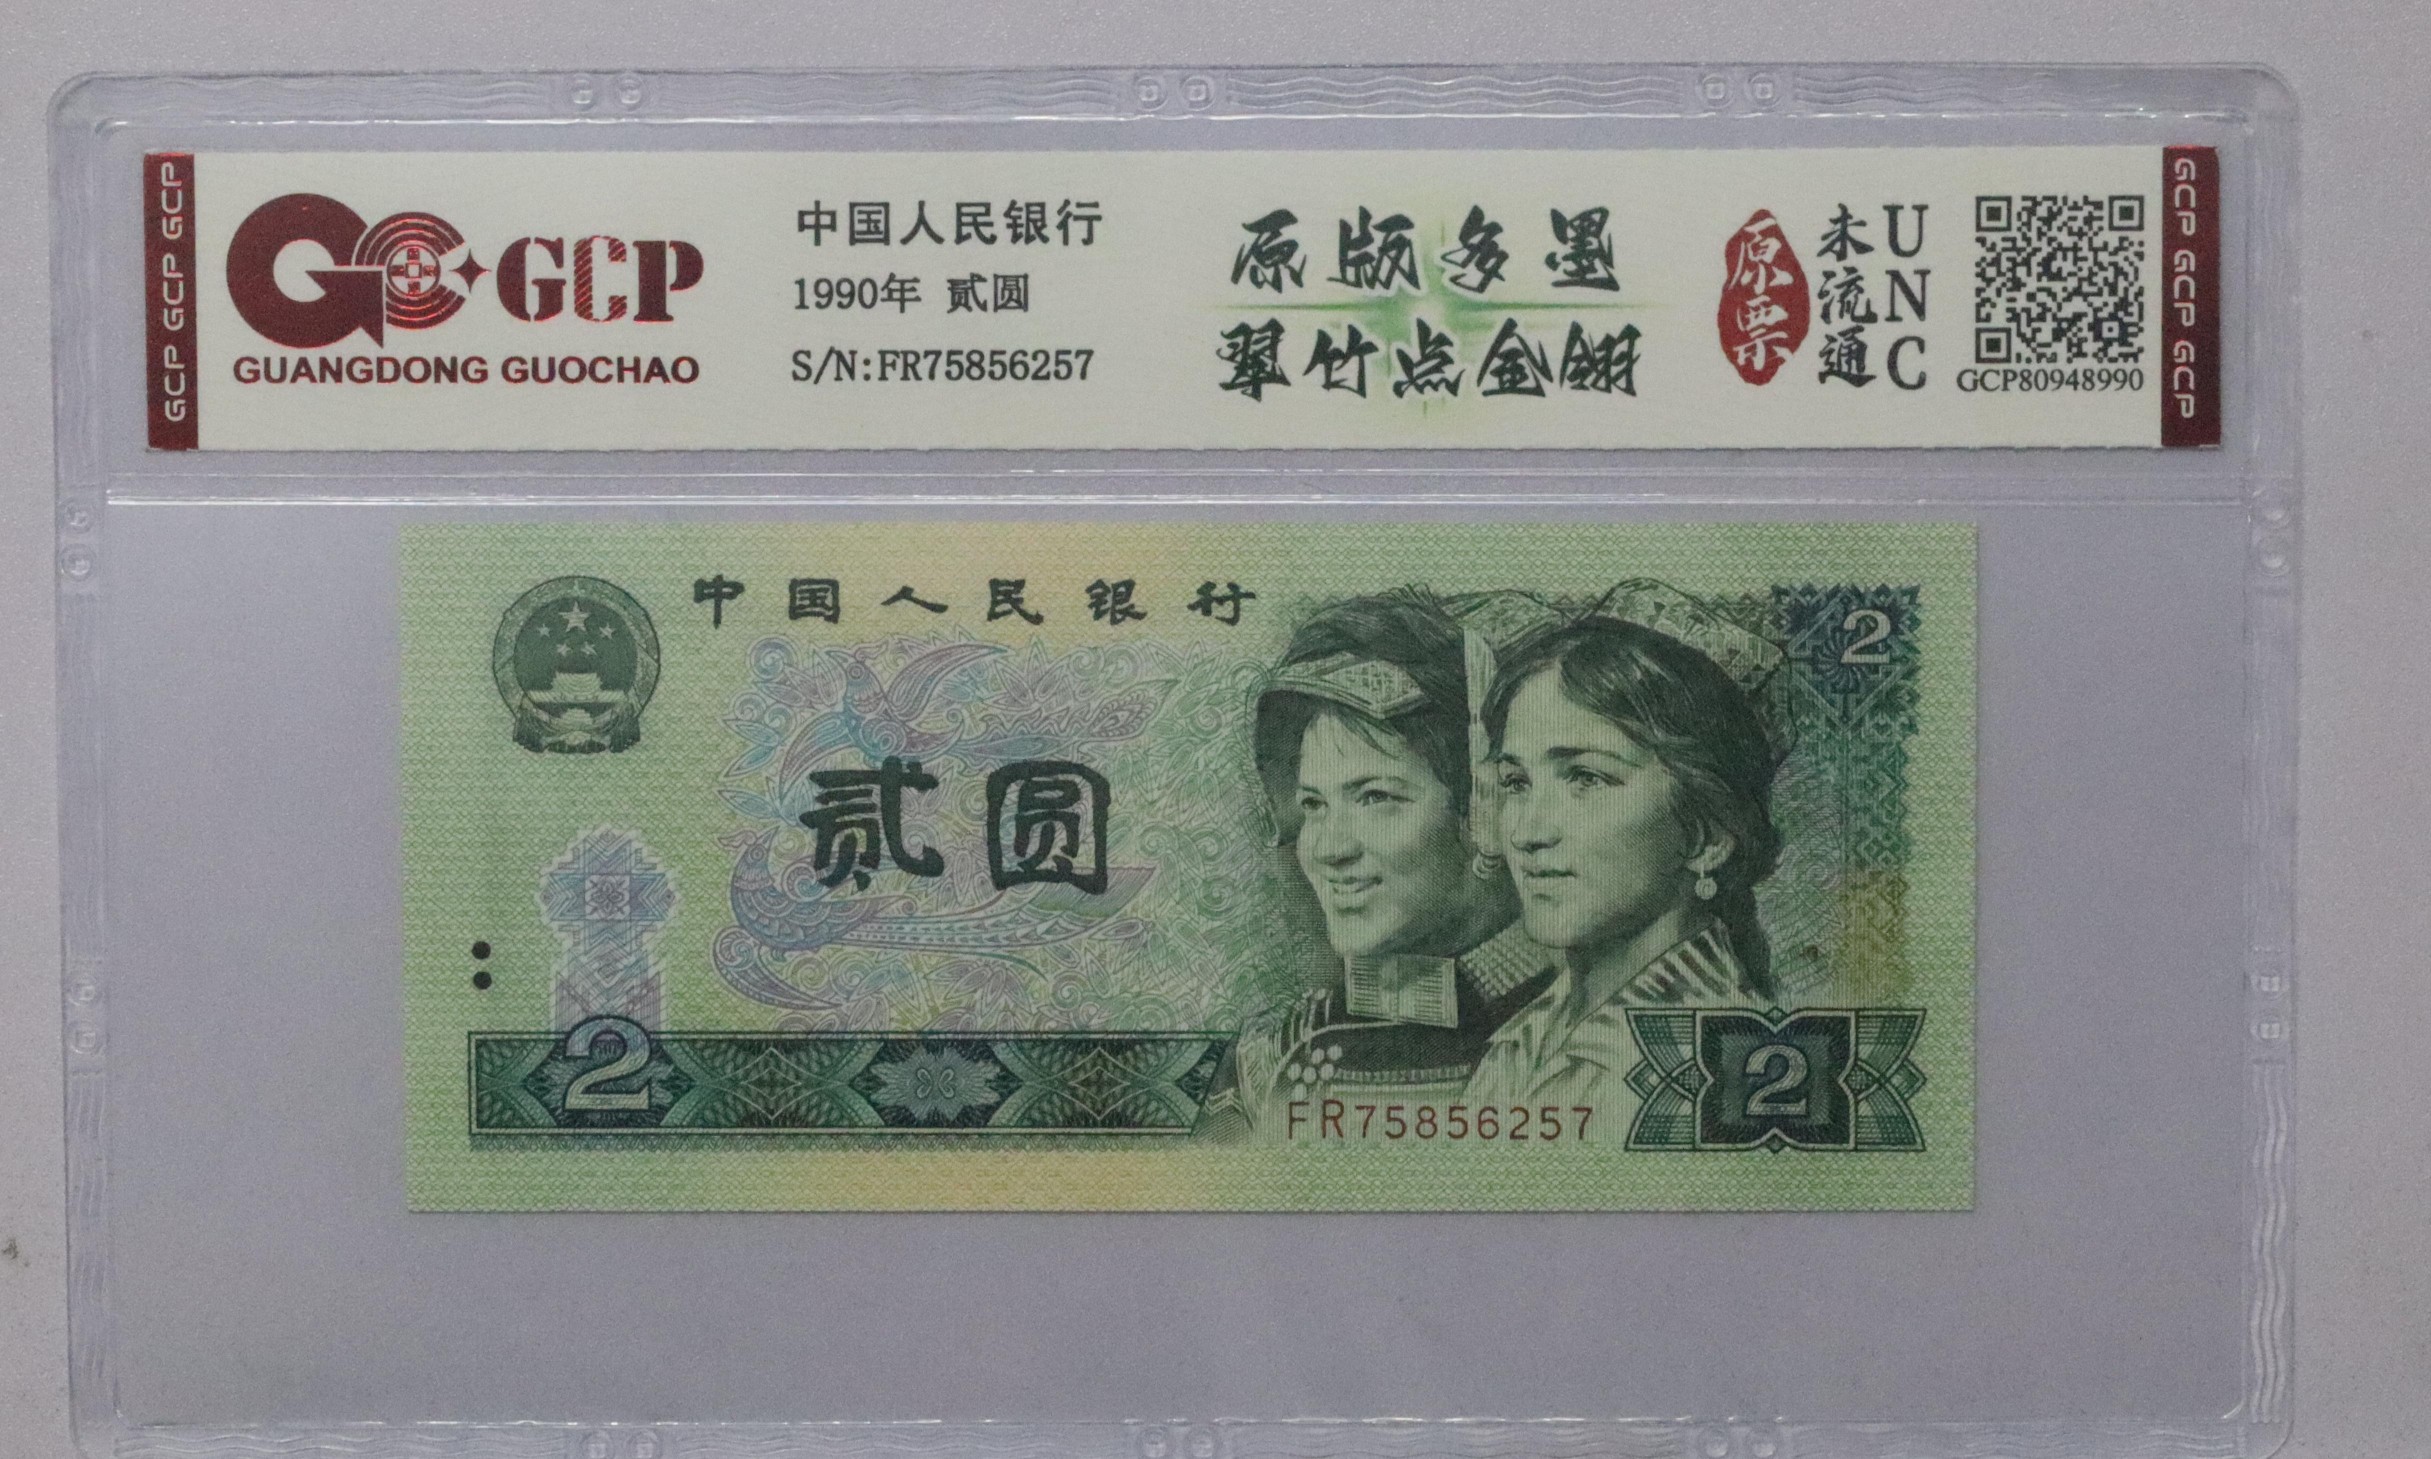 GCP GCP GCP
GCP
GUANGDONG GUOCHAO
中国人民银行
1990年 贰圆
S/N:FR75856257
原版多墨
翠竹点金翎
原票
未流通
UNC
GCP80948990
GCP GCP GCP
中国人民银行
2
贰圆
2
FR75856257
2